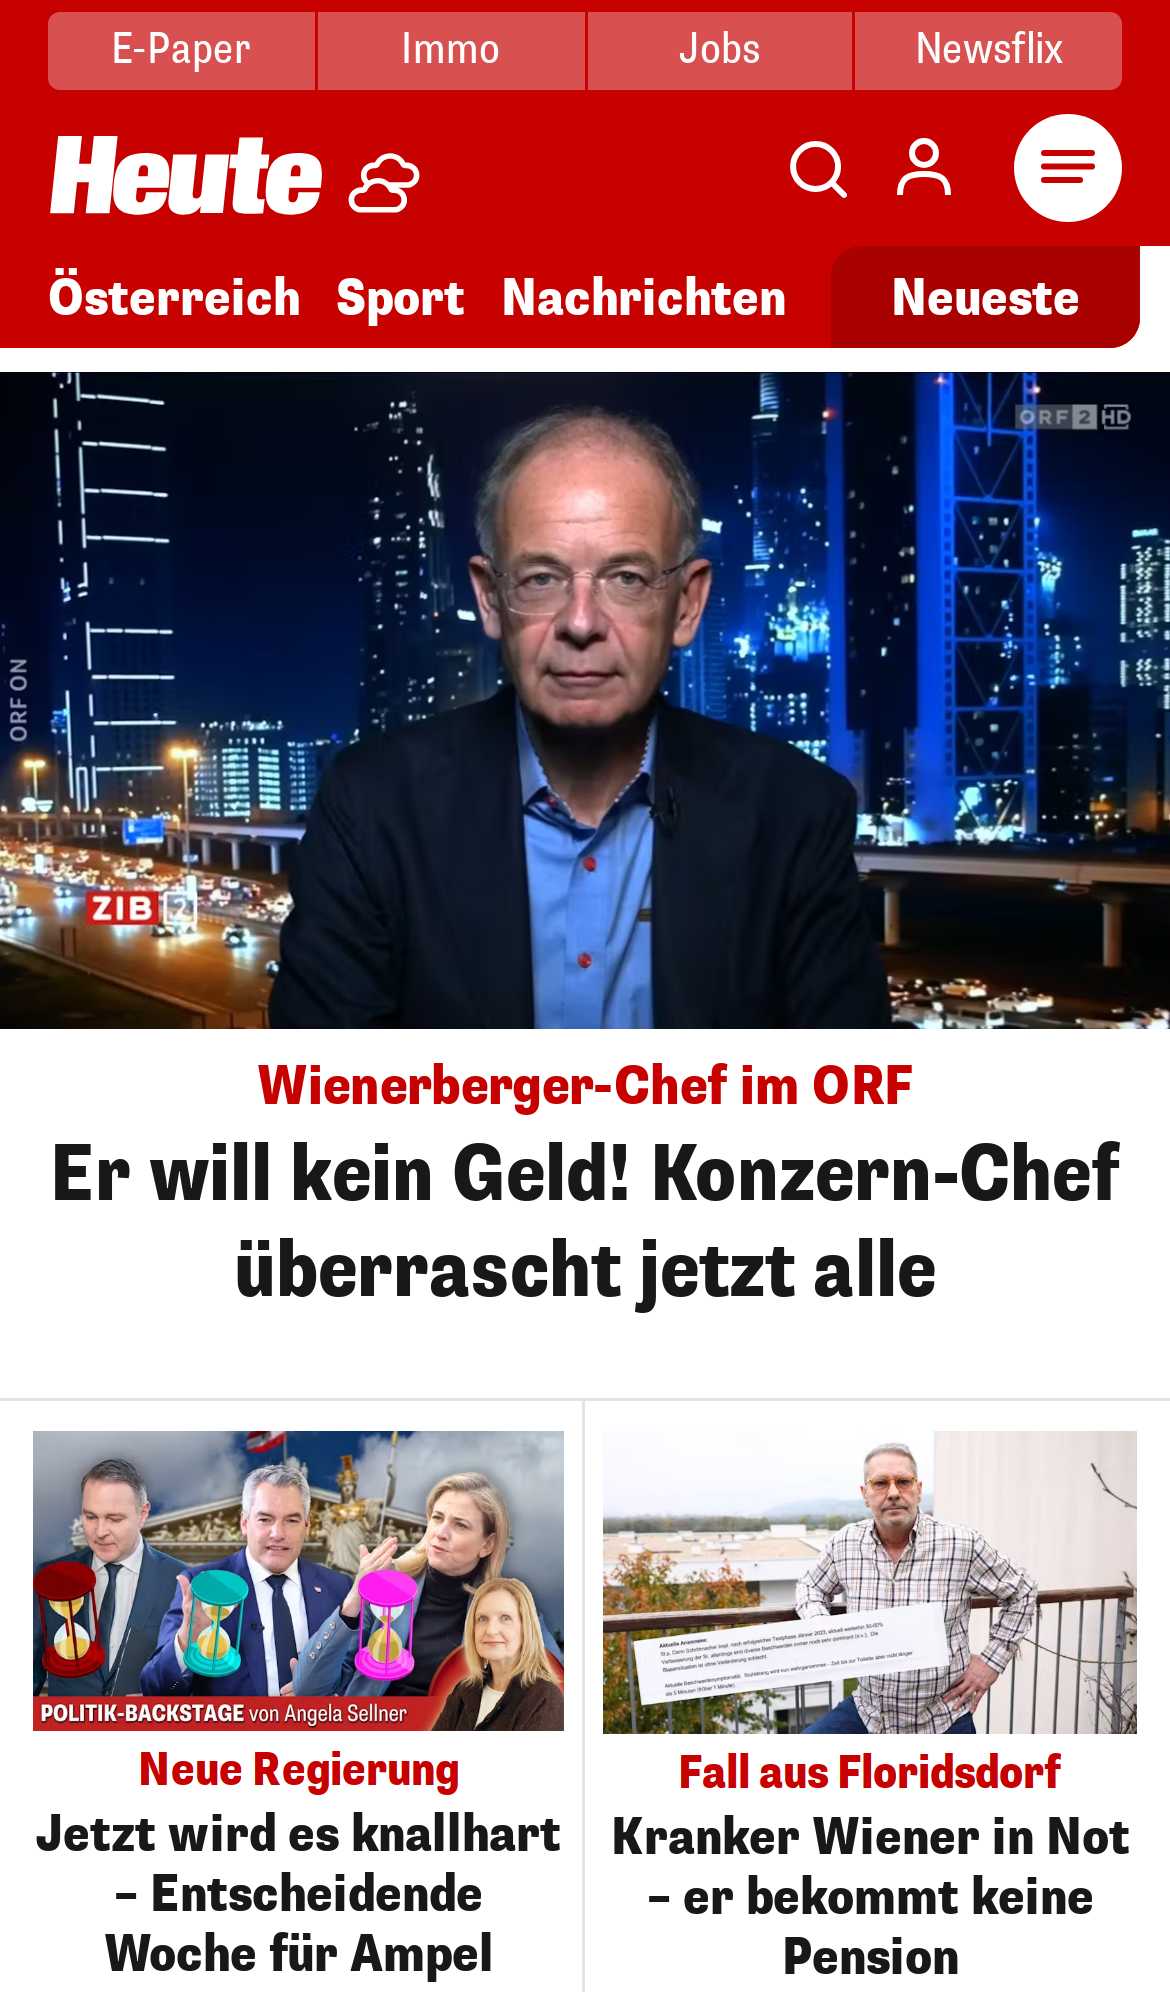 E-Paper
Immo
Jobs
Newsflix
Heute
Österreich
Sport
Nachrichten
Neueste
ORF 2 HD
ORF ON
ZIB 2
Wienerberger-Chef im ORF
Er will kein Geld! Konzern-Chef
überrascht jetzt alle
POLITIK-BACKSTAGE von Angela Sellner
Neue Regierung
Jetzt wird es knallhart
– Entscheidende
Woche für Ampel
Aktuelle Anamnese:
Fall aus Floridsdorf
Kranker Wiener in Not
– er bekommt keine
Pension